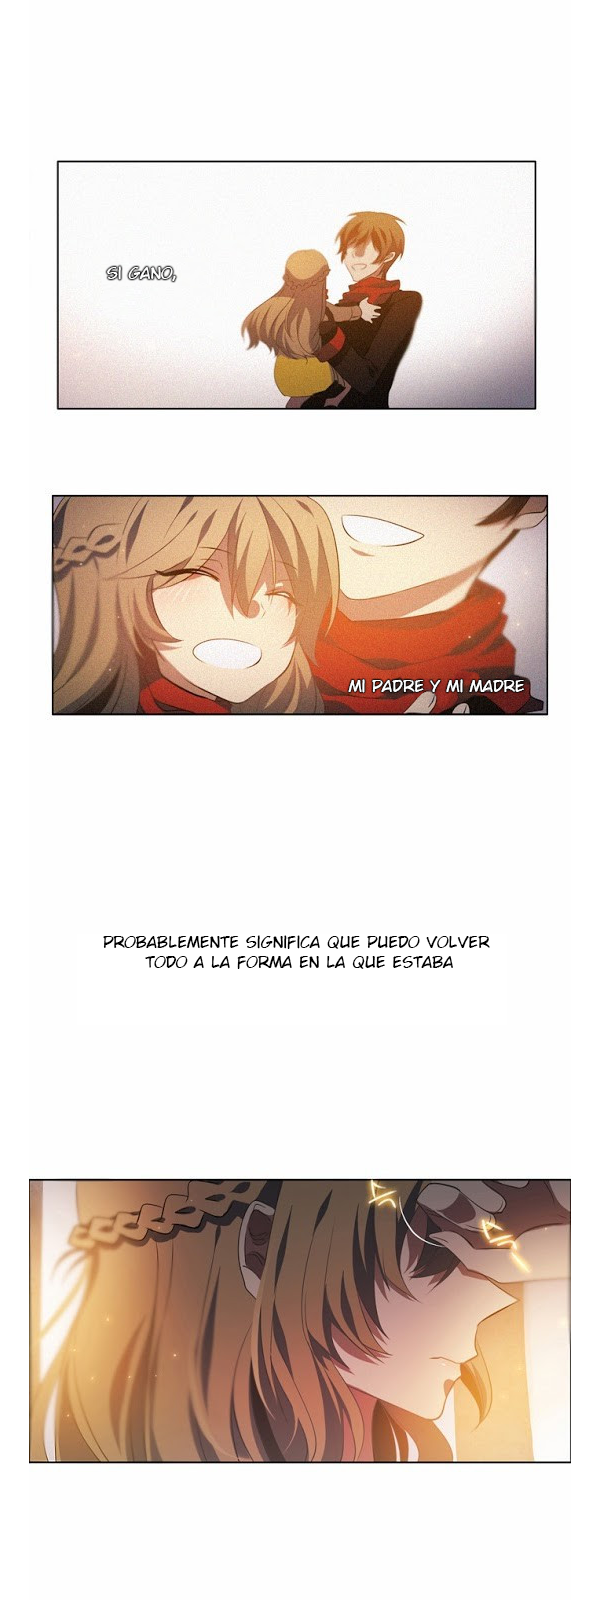 SI GANO,
MI PADRE Y MI MADRE
PROBABLEMENTE SIGNIFICA QUE PUEDO VOLVER
TODO A LA FORMA EN LA QUE ESTABA